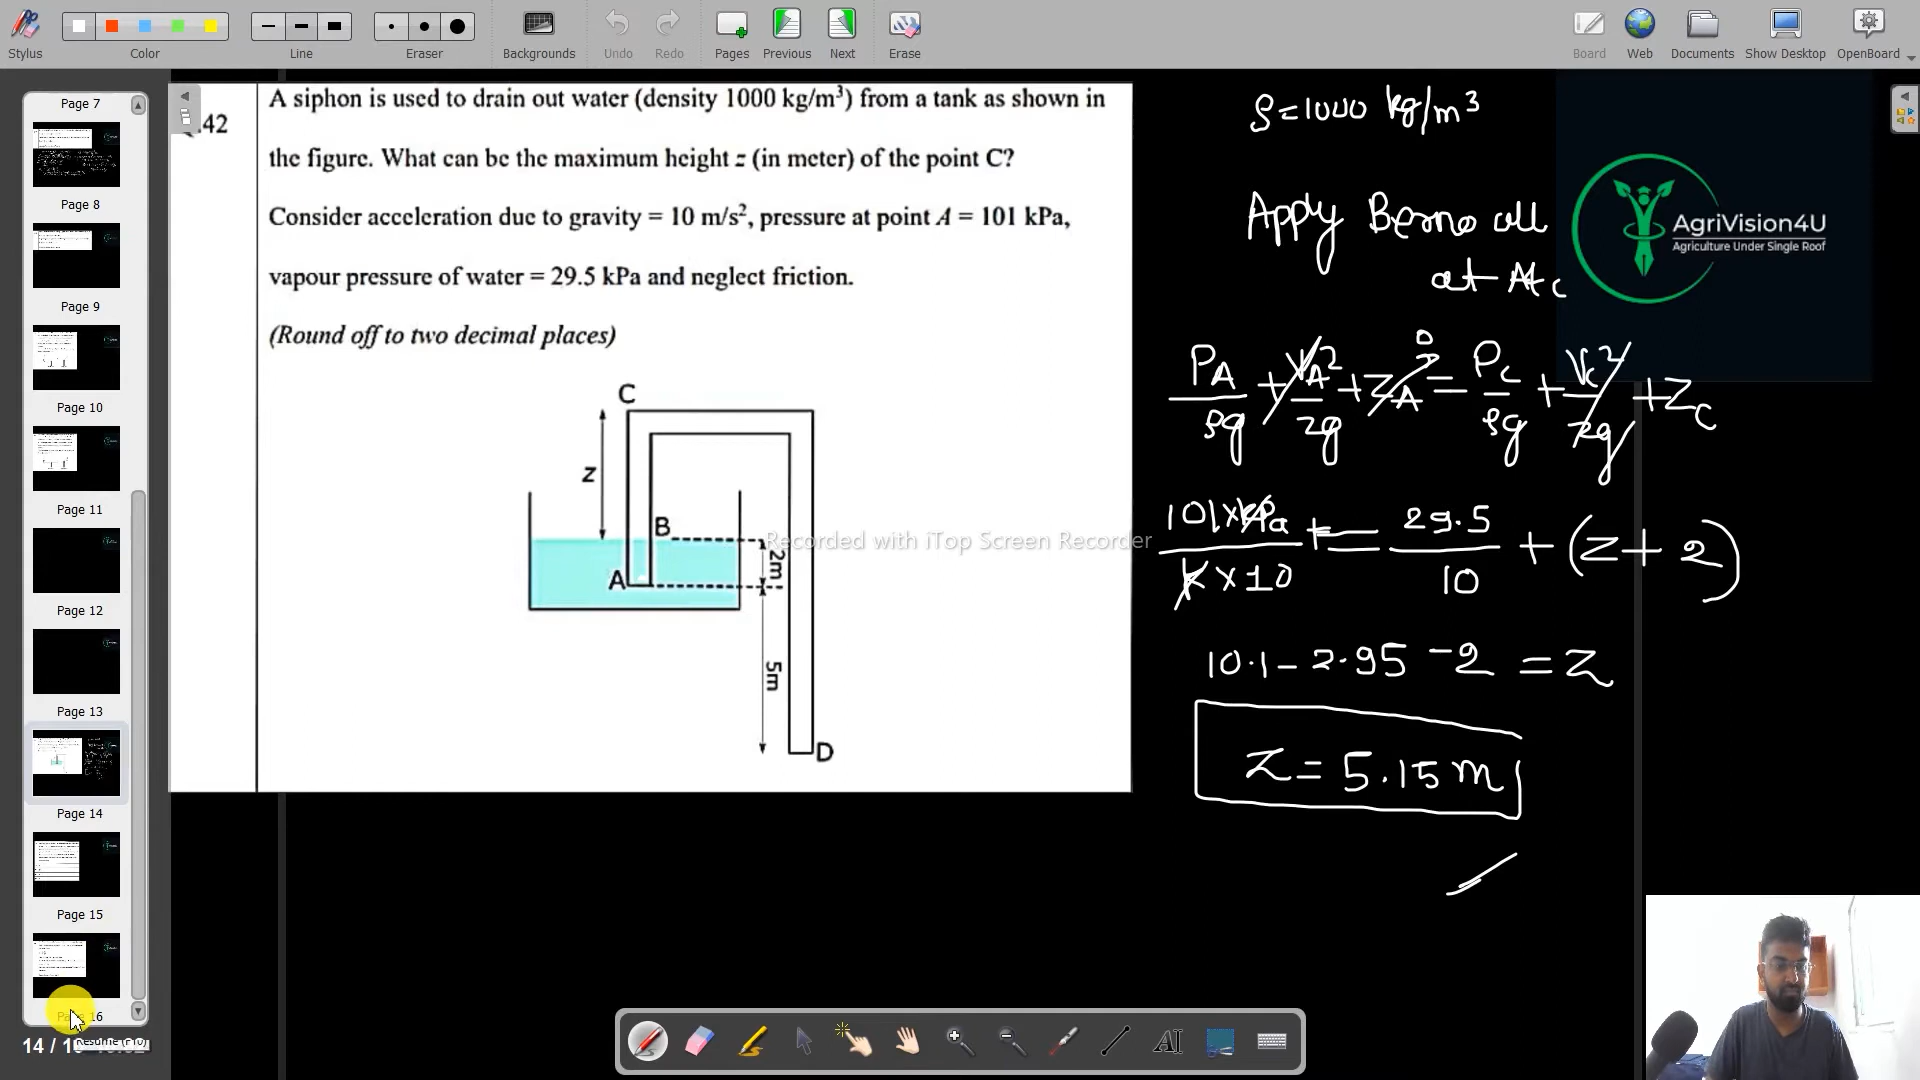 Stylus
Color
Line
Eraser
Backgrounds
Undo
Redo
Pages
Previous
Next
Erase
Board
Web
Documents
Show Desktop
OpenBoard
Page 7
Page 8
Page 9
Page 10
Page 11
Page 12
Page 13
Page 14
Page 15
42
A siphon is used to drain out water (density 1000 kg/m³) from a tank as shown in
the figure. What can be the maximum height z (in meter) of the point C?
Consider acceleration due to gravity = 10 m/s², pressure at point A = 101 kPa,
vapour pressure of water = 29.5 kPa and neglect friction.
(Round off to two decimal places)
C
z
B
A
2m
5m
D
Recorded with iTop Screen Recorder
ρ=1000 kg/m³
Apply
at A & C
P_A/ρg + V_A²/2g + Z_A = P_C/ρg + V_C²/2g + Z_C
= 29.5/10 + (z + 2)
10.1 - 2.95 - 2 = Z
Z = 5.15 m
AgriVision4U
Agriculture Under Single Roof
14 /